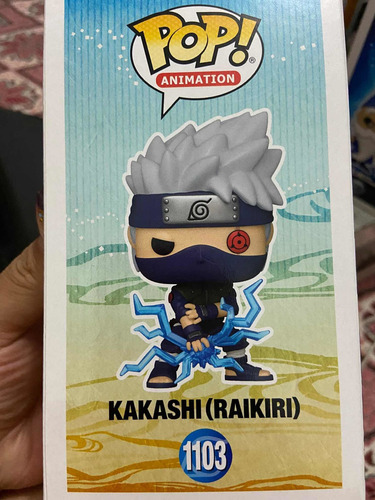 POP!
ANIMATION
KAKASHI (RAIKIRI)
1103